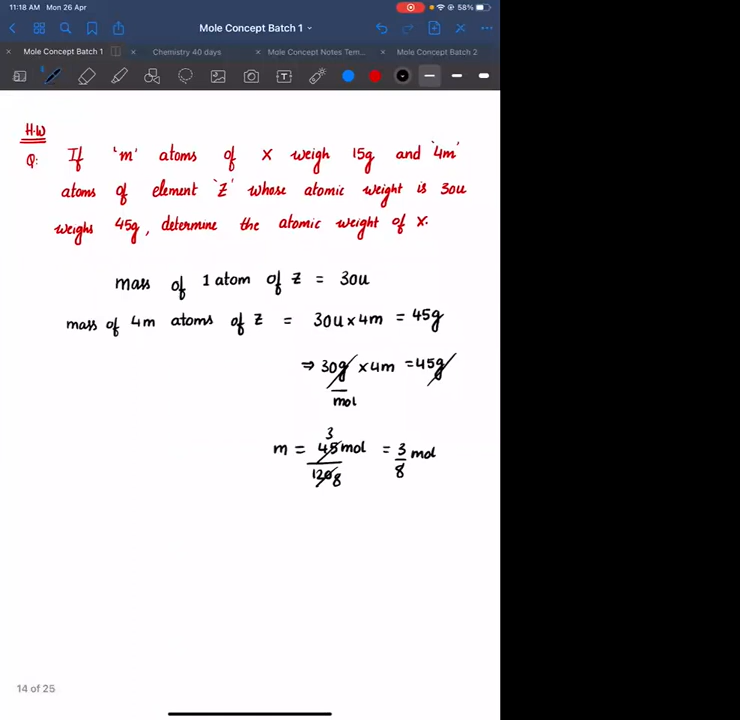 11:18 AM Mon 26 Apr
58%
Mole Concept Batch 1
Mole Concept Batch 1 Chemistry 40 days Mole Concept Notes Tem... Mole Concept Batch 2
H.W
Q: If 'm' atoms of X weigh 15g and '4m'
atoms of element 'Z' whose atomic weight is 30u
weighs 45g, determine the atomic weight of X.
mass of 1 atom of Z = 30u
mass of 4m atoms of Z = 30u x 4m = 45g
⇒ 30g/mol x 4m = 45g
3
m = 45 mol / 120 8 = 3/8 mol
14 of 25